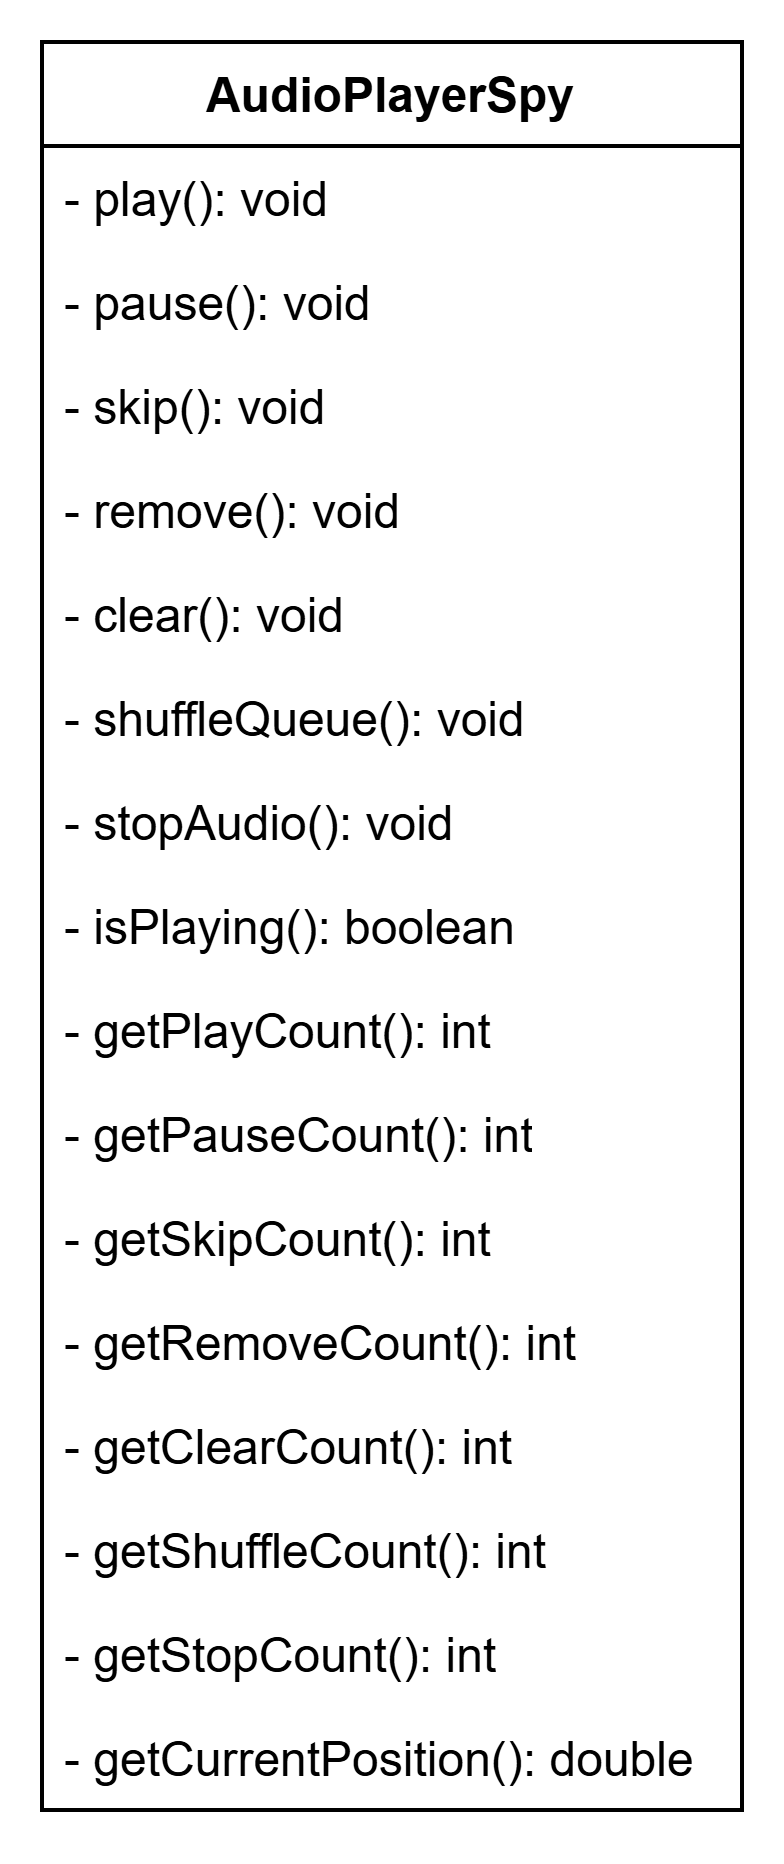 AudioPlayerSpy
- play(): void
- pause(): void
- skip(): void
- remove(): void
- clear(): void
- shuffleQueue(): void
- stopAudio(): void
- isPlaying(): boolean
- getPlayCount(): int
- getPauseCount(): int
- getSkipCount(): int
- getRemoveCount(): int
- getClearCount(): int
- getShuffleCount(): int
- getStopCount(): int
- getCurrentPosition(): double